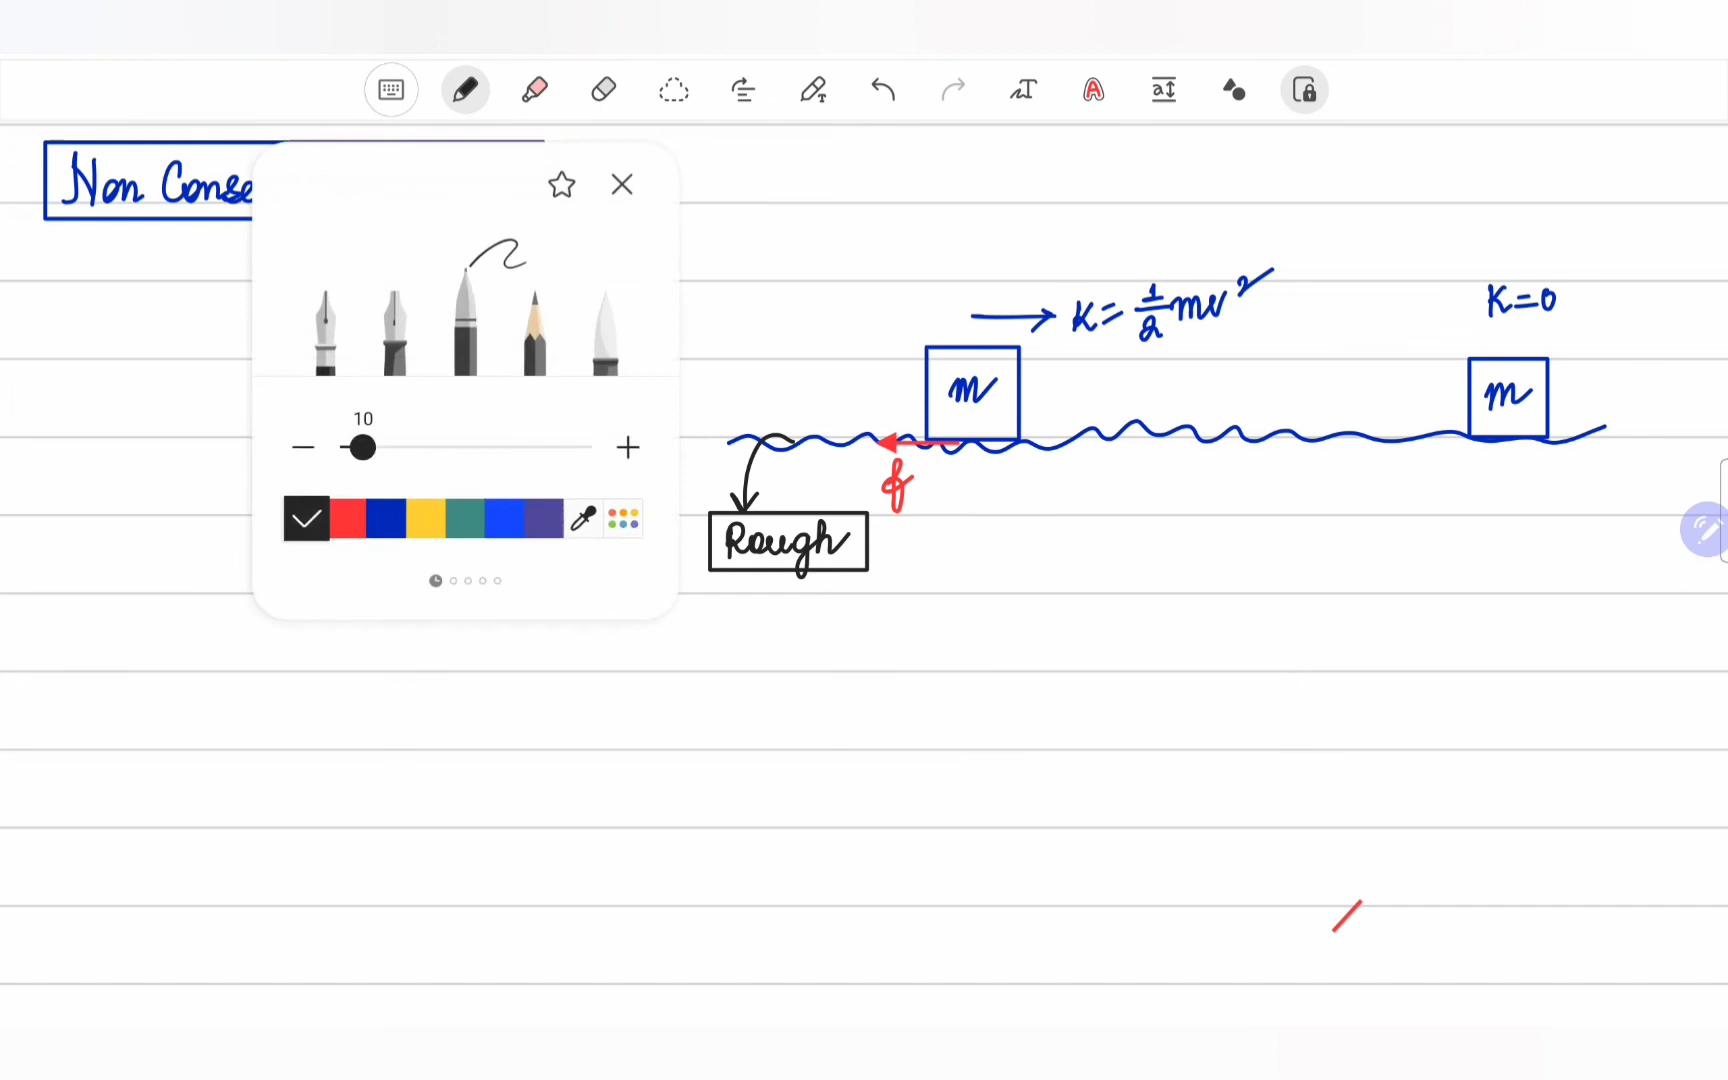 Non Conse
K = 1/2 mv²
K=0
m
m
10
f
Rough